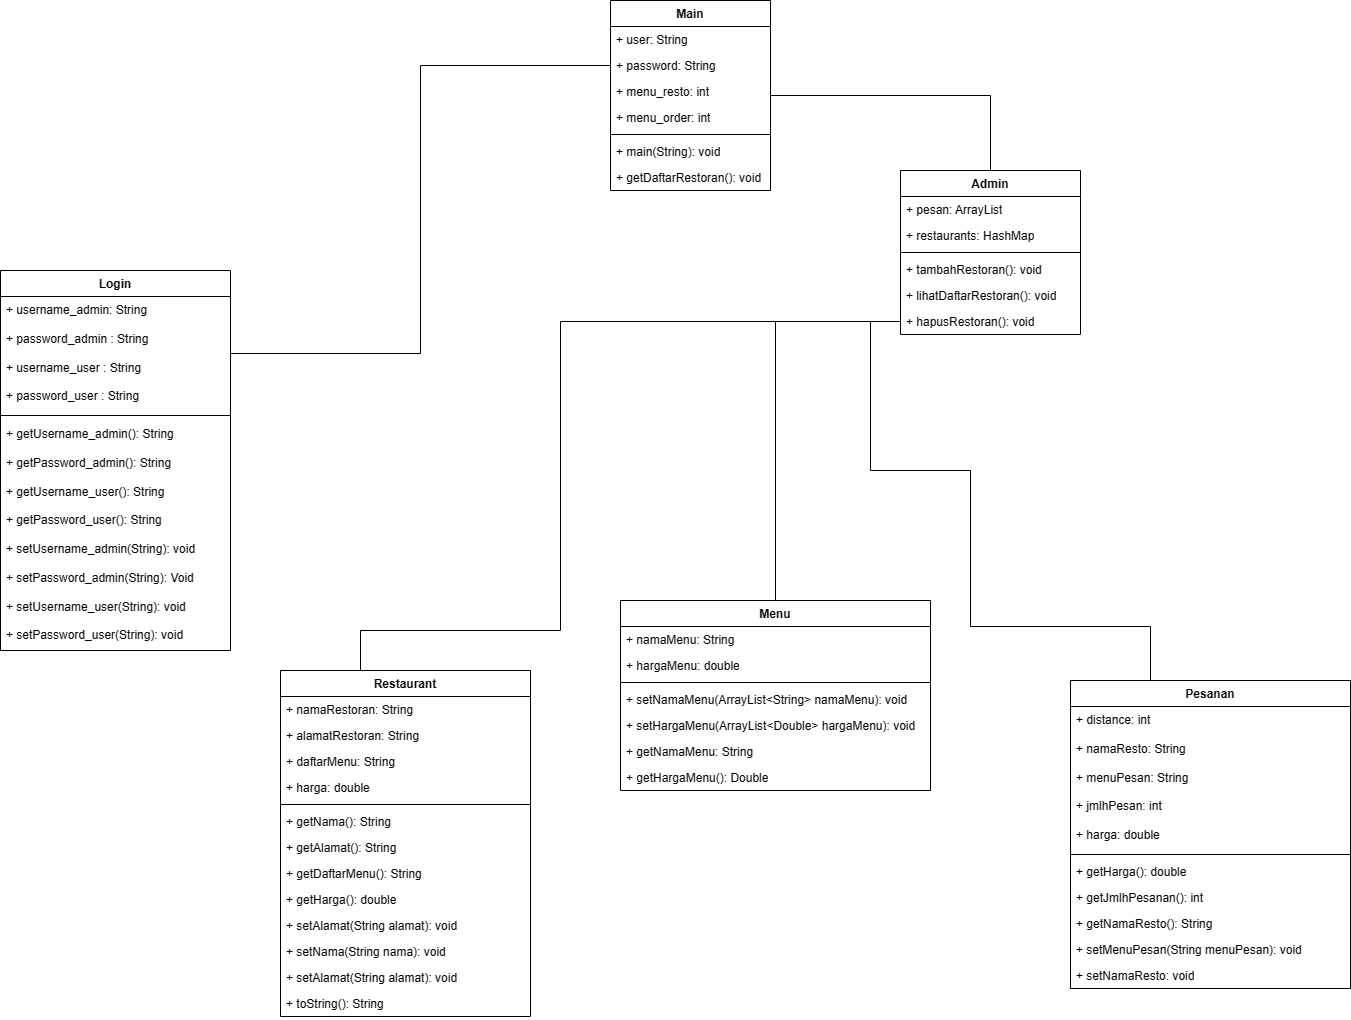 Main
+ user: String
+ password: String
+ menu_resto: int
+ menu_order: int
+ main(String): void
+ getDaftarRestoran(): void
Admin
+ pesan: ArrayList
+ restaurants: HashMap
+ tambahRestoran(): void
+ lihatDaftarRestoran(): void
+ hapusRestoran(): void
Login
+ username_admin: String
+ password_admin : String
+ username_user : String
+ password_user : String
+ getUsername_admin(): String
+ getPassword_admin(): String
+ getUsername_user(): String
+ getPassword_user(): String
+ setUsername_admin(String): void
+ setPassword_admin(String): Void
+ setUsername_user(String): void
+ setPassword_user(String): void
Restaurant
+ namaRestoran: String
+ alamatRestoran: String
+ daftarMenu: String
+ harga: double
+ getNama(): String
+ getAlamat(): String
+ getDaftarMenu(): String
+ getHarga(): double
+ setAlamat(String alamat): void
+ setNama(String nama): void
+ setAlamat(String alamat): void
+ toString(): String
Menu
+ namaMenu: String
+ hargaMenu: double
+ setNamaMenu(ArrayList<String> namaMenu): void
+ setHargaMenu(ArrayList<Double> hargaMenu): void
+ getNamaMenu: String
+ getHargaMenu(): Double
Pesanan
+ distance: int
+ namaResto: String
+ menuPesan: String
+ jmlhPesan: int
+ harga: double
+ getHarga(): double
+ getJmlhPesanan(): int
+ getNamaResto(): String
+ setMenuPesan(String menuPesan): void
+ setNamaResto: void